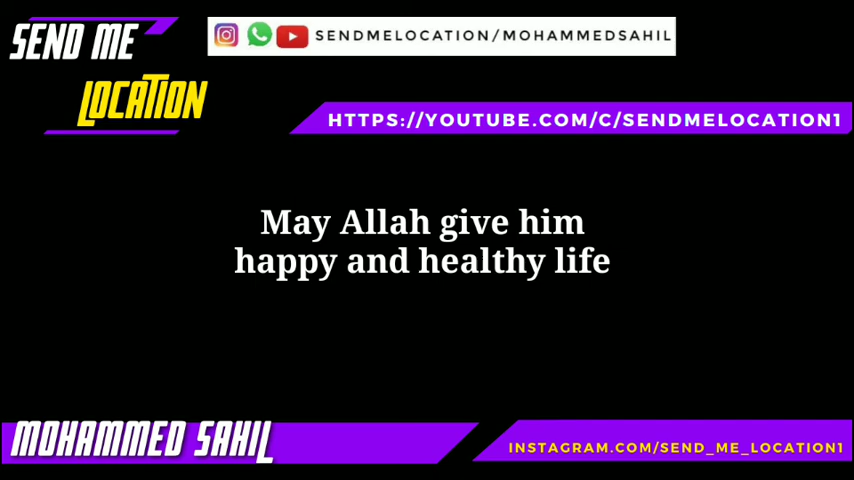 SEND ME
LOCATION
SENDMELOCATION/MOHAMMEDSAHIL
HTTPS://YOUTUBE.COM/C/SENDMELOCATION1
May Allah give him
happy and healthy life
MOHAMMED SAHIL
INSTAGRAM.COM/SEND_ME_LOCATION1